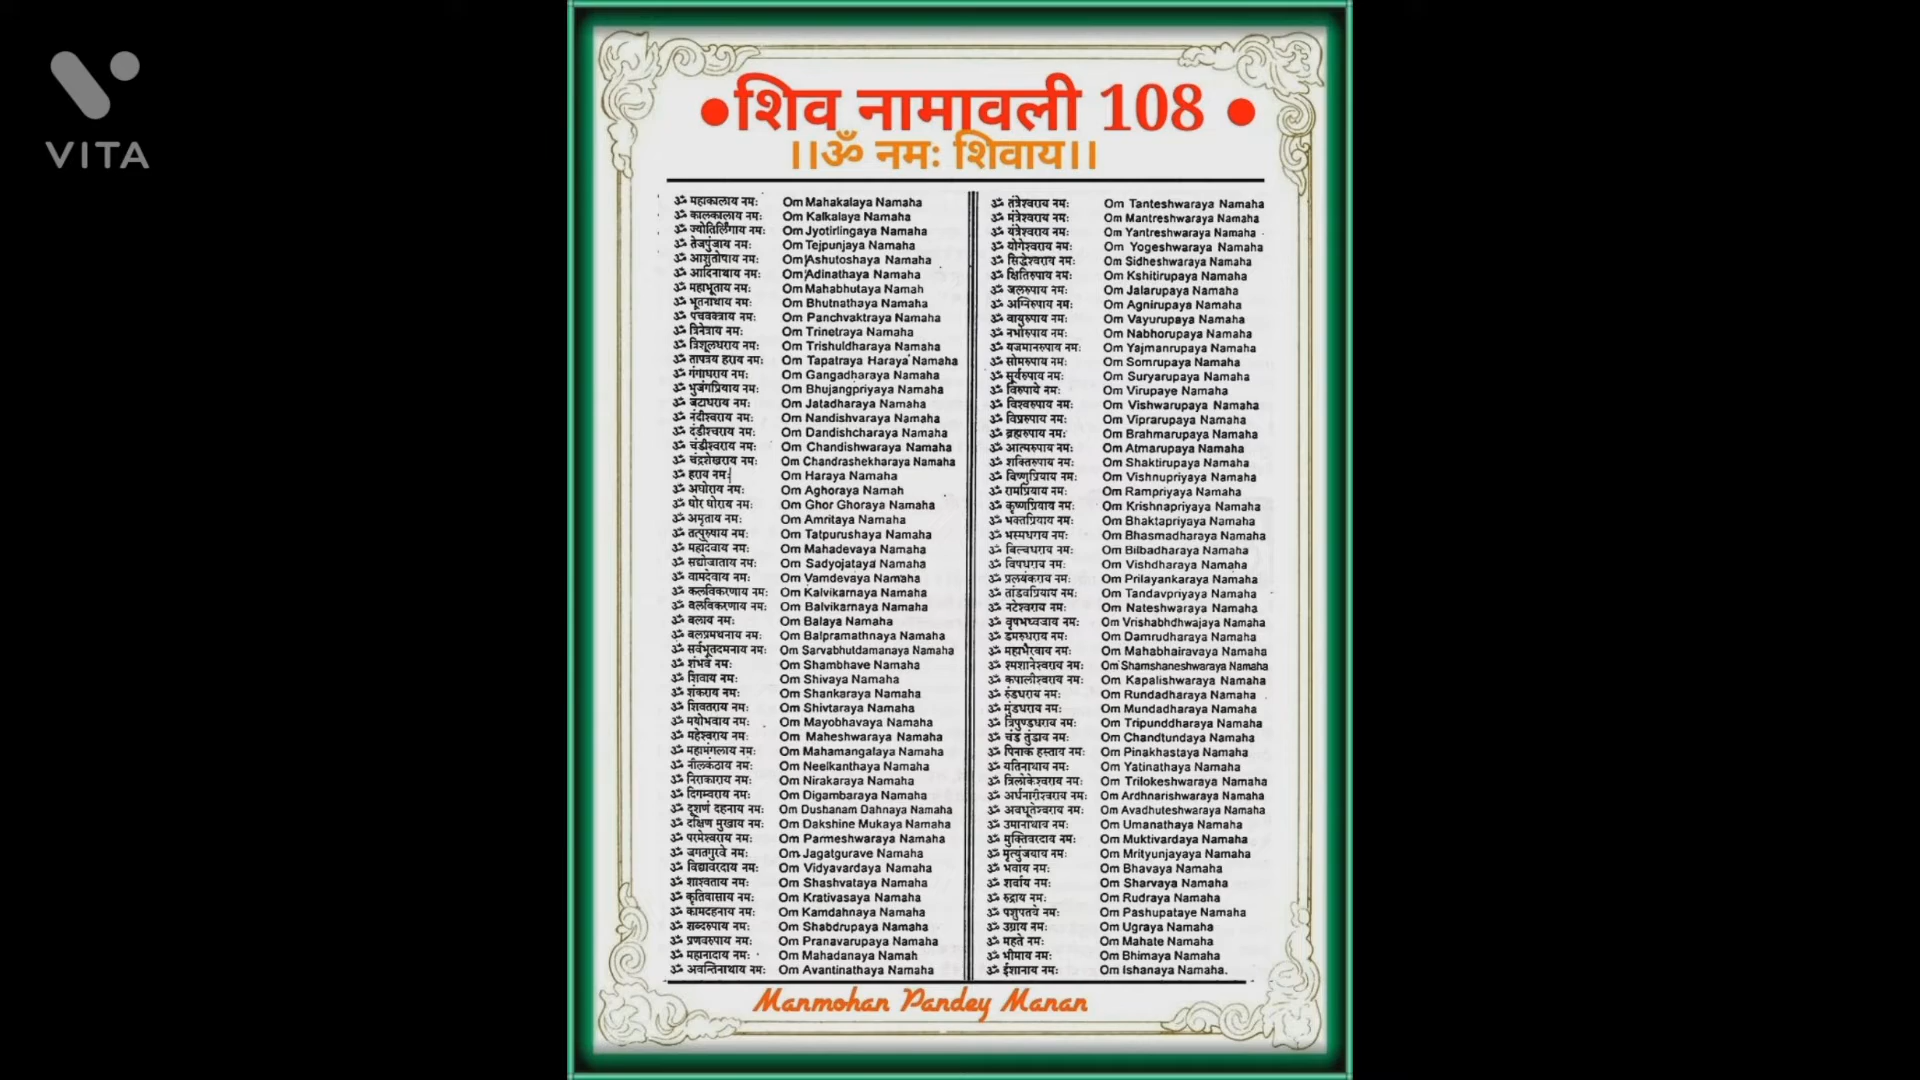 VITA
●शिव नामावली 108 ●
।।ॐ नमः शिवाय।।
ॐ महाकालाय नमः Om Mahakalaya Namaha
ॐ कालकालाय नमः Om Kalkalaya Namaha
ॐ ज्योतिर्लिंगाय नमः Om Jyotirlingaya Namaha
ॐ तेजपुंजाय नमः Om Tejpunjaya Namaha
ॐ आशुतोषाय नमः Om Ashutoshaya Namaha
ॐ आदिनाथाय नमः Om Adinathaya Namaha
ॐ महाभूताय नमः Om Mahabhutaya Namah
ॐ भूतनाथाय नमः Om Bhutnathaya Namaha
ॐ पंचवक्त्राय नमः Om Panchvaktraya Namaha
ॐ त्रिनेत्राय नमः Om Trinetraya Namaha
ॐ त्रिशूलधराय नमः Om Trishuldharaya Namaha
ॐ तापत्रय हराय नमः Om Tapatraya Haraya Namaha
ॐ गंगाधराय नमः Om Gangadharaya Namaha
ॐ भुजंगप्रियाय नमः Om Bhujangpriyaya Namaha
ॐ जटाधराय नमः Om Jatadharaya Namaha
ॐ नंदीश्वराय नमः Om Nandishvaraya Namaha
ॐ दंडीश्चराय नमः Om Dandishcharaya Namaha
ॐ चंडीश्वराय नमः Om Chandishwaraya Namaha
ॐ चंद्रशेखराय नमः Om Chandrashekharaya Namaha
ॐ हराय नमः Om Haraya Namaha
ॐ अघोराय नमः Om Aghoraya Namah
ॐ घोर घोराय नमः Om Ghor Ghoraya Namaha
ॐ अमृताय नमः Om Amritaya Namaha
ॐ तत्पुरुषाय नमः Om Tatpurushaya Namaha
ॐ महादेवाय नमः Om Mahadevaya Namaha
ॐ सद्योजाताय नमः Om Sadyojataya Namaha
ॐ वामदेवाय नमः Om Vamdevaya Namaha
ॐ कलविकरणाय नमः Om Kalvikarnaya Namaha
ॐ बलविकरणाय नमः Om Balvikarnaya Namaha
ॐ बलाय नमः Om Balaya Namaha
ॐ बलप्रमथनाय नमः Om Balpramathnaya Namaha
ॐ सर्वभूतदमनाय नमः Om Sarvabhutdamanaya Namaha
ॐ शंभवे नमः Om Shambhave Namaha
ॐ शिवाय नमः Om Shivaya Namaha
ॐ शंकराय नमः Om Shankaraya Namaha
ॐ शिवतराय नमः Om Shivtaraya Namaha
ॐ मयोभवाय नमः Om Mayobhavaya Namaha
ॐ महेश्वराय नमः Om Maheshwaraya Namaha
ॐ महामंगलाय नमः Om Mahamangalaya Namaha
ॐ नीलकंठाय नमः Om Neelkanthaya Namaha
ॐ निराकाराय नमः Om Nirakaraya Namaha
ॐ दिगम्वराय नमः Om Digambaraya Namaha
ॐ दूशणं दहनाय नमः Om Dushanam Dahnaya Namaha
ॐ दक्षिण मुखाय नमः Om Dakshine Mukaya Namaha
ॐ परमेश्वराय नमः Om Parmeshwaraya Namaha
ॐ जगतगुरवे नमः Om Jagatgurave Namaha
ॐ विद्यावरदाय नमः Om Vidyavardaya Namaha
ॐ शाश्वताय नमः Om Shashvataya Namaha
ॐ कृतिवासाय नमः Om Krativasaya Namaha
ॐ कामदहनाय नमः Om Kamdahnaya Namaha
ॐ शब्दरुपाय नमः Om Shabdrupaya Namaha
ॐ प्रणवरुपाय नमः Om Pranavarupaya Namaha
ॐ महानादाय नमः Om Mahadanaya Namah
ॐ अवन्तिनाथाय नमः Om Avantinathaya Namaha
ॐ तंत्रेश्वराय नमः Om Tanteshwaraya Namaha
ॐ मंत्रेश्वराय नमः Om Mantreshwaraya Namaha
ॐ यंत्रेश्वराय नमः Om Yantreshwaraya Namaha
ॐ योगेश्वराय नमः Om Yogeshwaraya Namaha
ॐ सिद्धेश्वराय नमः Om Sidheshwaraya Namaha
ॐ क्षितिरुपाय नमः Om Kshitirupaya Namaha
ॐ जलरुपाय नमः Om Jalarupaya Namaha
ॐ अग्निरुपाय नमः Om Agnirupaya Namaha
ॐ वायुरुपाय नमः Om Vayurupaya Namaha
ॐ नभोरुपाय नमः Om Nabhorupaya Namaha
ॐ यजमानरुपाय नमः Om Yajmanrupaya Namaha
ॐ सोमरुपाय नमः Om Somrupaya Namaha
ॐ सूर्यरुपाय नमः Om Suryarupaya Namaha
ॐ विरुपाये नमः Om Virupaye Namaha
ॐ विश्वरुपाय नमः Om Vishwarupaya Namaha
ॐ विप्ररुपाय नमः Om Viprarupaya Namaha
ॐ ब्रह्मरुपाय नमः Om Brahmarupaya Namaha
ॐ आत्मरुपाय नमः Om Atmarupaya Namaha
ॐ शक्तिरुपाय नमः Om Shaktirupaya Namaha
ॐ बिष्णुप्रियाय नमः Om Vishnupriyaya Namaha
ॐ रामप्रियाय नमः Om Rampriyaya Namaha
ॐ कृष्णप्रियाय नमः Om Krishnapriyaya Namaha
ॐ भक्तप्रियाय नमः Om Bhaktapriyaya Namaha
ॐ भस्मधराय नमः Om Bhasmadharaya Namaha
ॐ बिल्बधराय नमः Om Bilbadharaya Namaha
ॐ विषधराय नमः Om Vishdharaya Namaha
ॐ प्रलयंकराय नमः Om Prilayankaraya Namaha
ॐ तांडवप्रियाय नमः Om Tandavpriyaya Namaha
ॐ नटेश्वराय नमः Om Nateshwaraya Namaha
ॐ वृषभध्वजाय नमः Om Vrishabhdhwajaya Namaha
ॐ डमरुधराय नमः Om Damrudharaya Namaha
ॐ महाभैरवाय नमः Om Mahabhairavaya Namaha
ॐ श्मशानेश्वराय नमः Om Shamshaneshwaraya Namaha
ॐ कपालीश्वराय नमः Om Kapalishwaraya Namaha
ॐ रुंडधराय नमः Om Rundadharaya Namaha
ॐ मुंडधराय नमः Om Mundadharaya Namaha
ॐ त्रिपुण्डधराय नमः Om Tripunddharaya Namaha
ॐ चंड तुंडाय नमः Om Chandtundaya Namaha
ॐ पिनाक हस्ताय नमः Om Pinakhastaya Namaha
ॐ यतिनाथाय नमः Om Yatinathaya Namaha
ॐ त्रिलोकेश्वराय नमः Om Trilokeshwaraya Namaha
ॐ अर्धनारीश्वराय नमः Om Ardhnarishwaraya Namaha
ॐ अवधूतेश्वराय नमः Om Avadhuteshwaraya Namaha
ॐ उमानाथाय नमः Om Umanathaya Namaha
ॐ मुक्तिवरदाय नमः Om Muktivardaya Namaha
ॐ मृत्युंजयाय नमः Om Mrityunjayaya Namaha
ॐ भवाय नमः Om Bhavaya Namaha
ॐ शर्वाय नमः Om Sharvaya Namaha
ॐ रुद्राय नमः Om Rudraya Namaha
ॐ पशुपतये नमः Om Pashupataye Namaha
ॐ उग्राय नमः Om Ugraya Namaha
ॐ महते नमः Om Mahate Namaha
ॐ भीमाय नमः Om Bhimaya Namaha
ॐ ईशानाय नमः Om Ishanaya Namaha.
Manmohan Pandey Manan